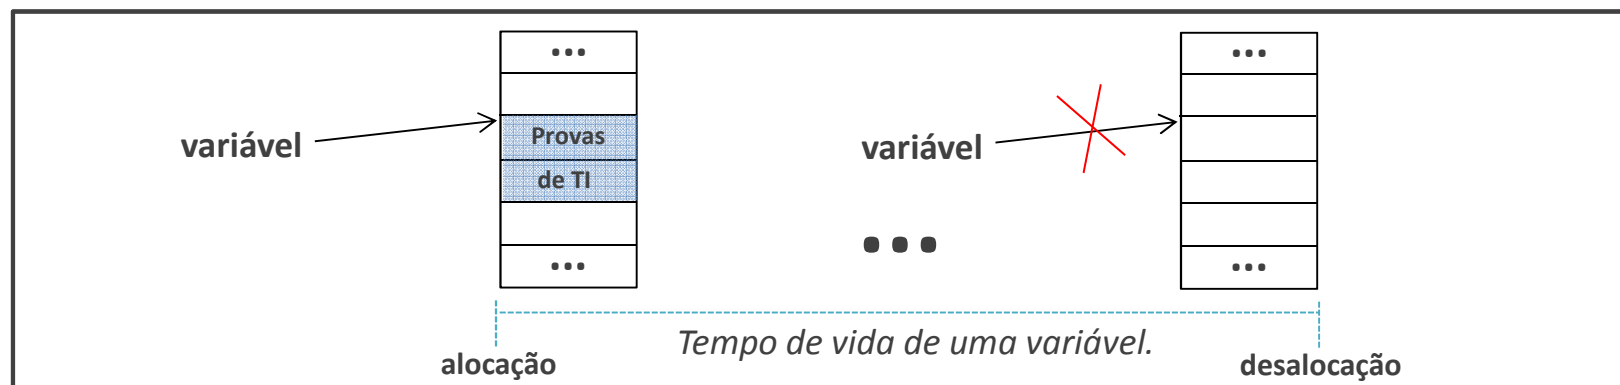 ...
...
variável
Provas
de TI
variável
...
...
...
Tempo de vida de uma variável.
alocação
desalocação